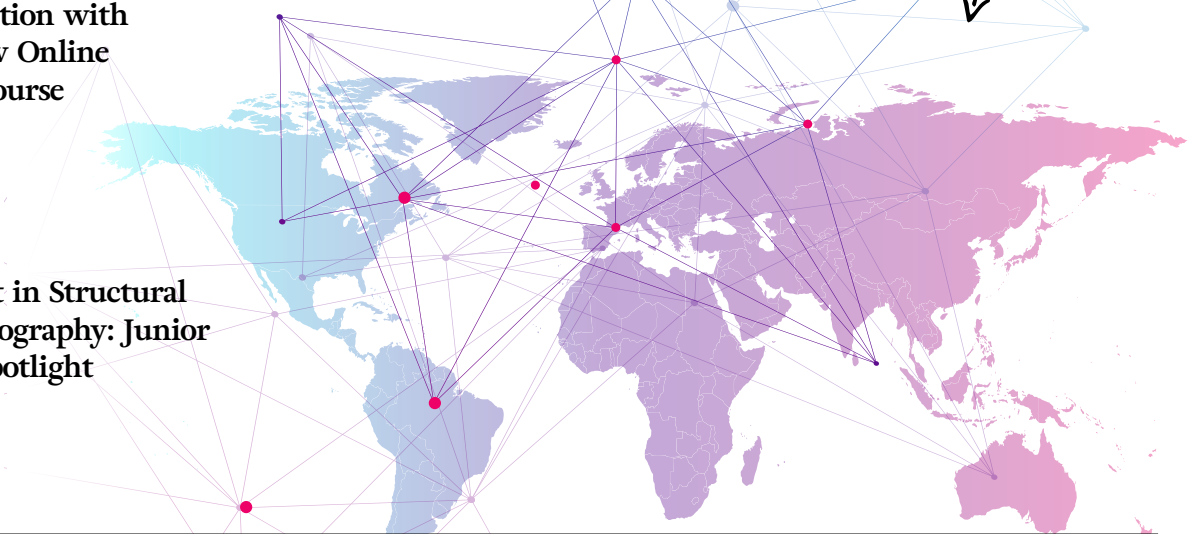 tion with
Online
ourse
in Structural
ography: Junior
potlight